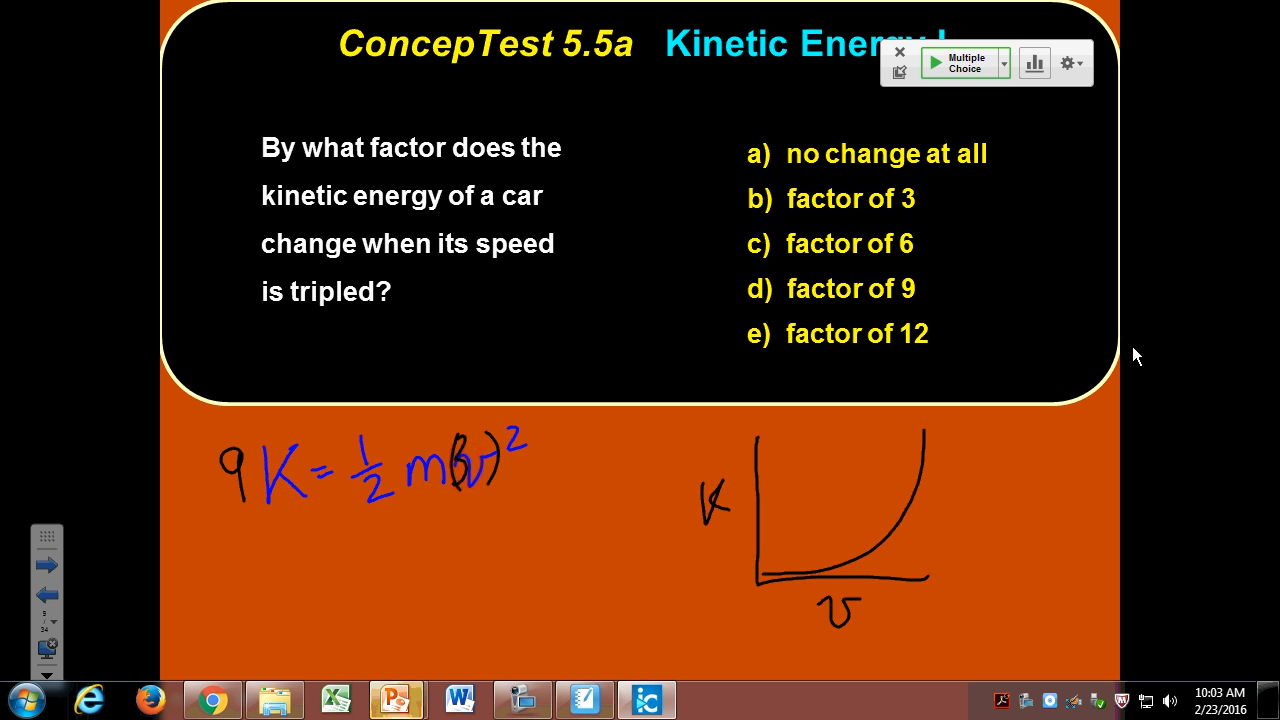 ConcepTest 5.5a Kinetic Energy I
Multiple
Choice
By what factor does the
kinetic energy of a car
change when its speed
is tripled?
a) no change at all
b) factor of 3
c) factor of 6
d) factor of 9
e) factor of 12
9 K = 1/2 m(3v)²
K
v
9
/
34
10:03 AM
2/23/2016